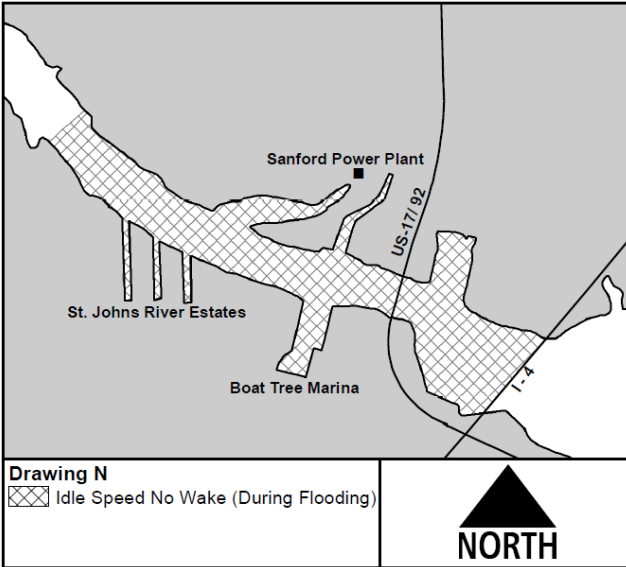 Sanford Power Plant
US-17/ 92
St. Johns River Estates
Boat Tree Marina
I - 4
Drawing N
Idle Speed No Wake (During Flooding)
NORTH